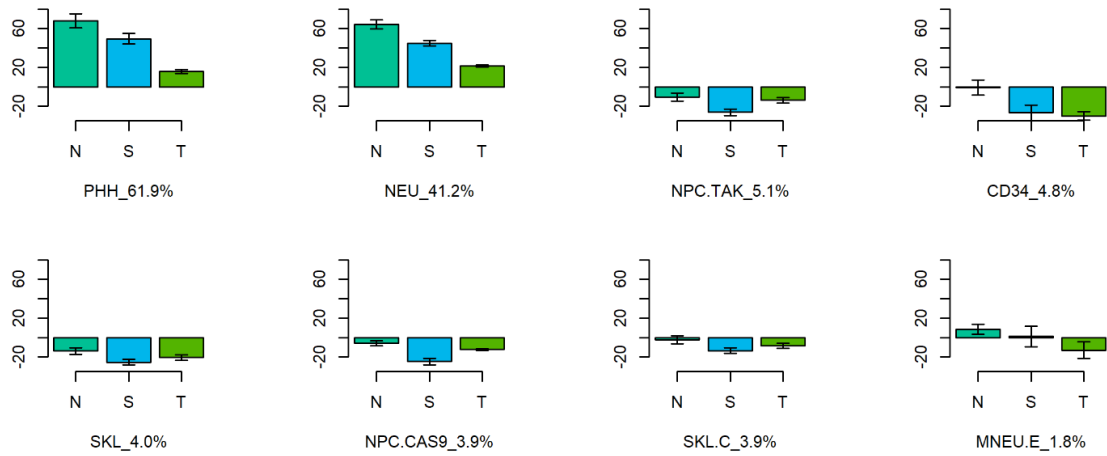 60
20
-20
N S T
PHH_61.9%
60
20
-20
N S T
NEU_41.2%
60
20
-20
N S T
NPC.TAK_5.1%
60
20
-20
N S T
CD34_4.8%
60
20
-20
N S T
SKL_4.0%
60
20
-20
N S T
NPC.CAS9_3.9%
60
20
-20
N S T
SKL.C_3.9%
60
20
-20
N S T
MNEU.E_1.8%